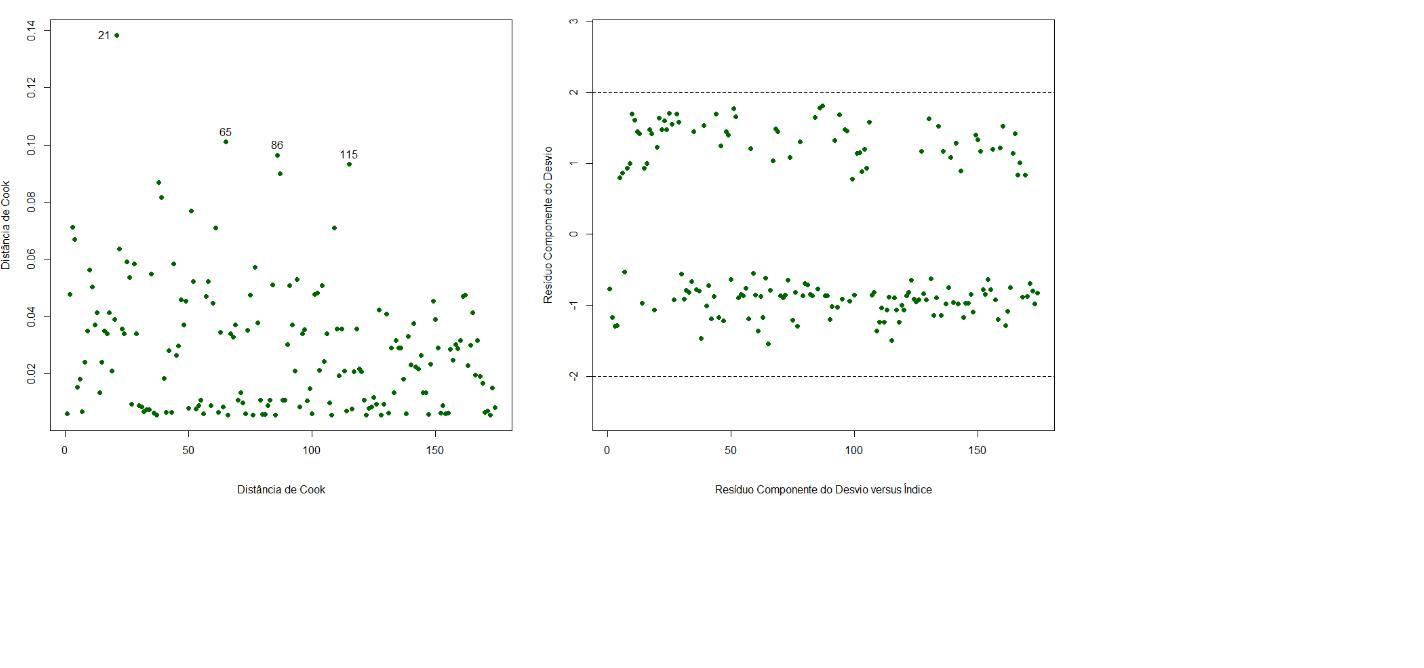 0.14
0.12
0.10
0.08
0.06
0.04
0.02
Distância de Cook
21
65
86
115
0 50 100 150
Distância de Cook
3
2
1
0
-1
-2
Resíduo Componente do Desvio
0 50 100 150
Resíduo Componente do Desvio versus Índice